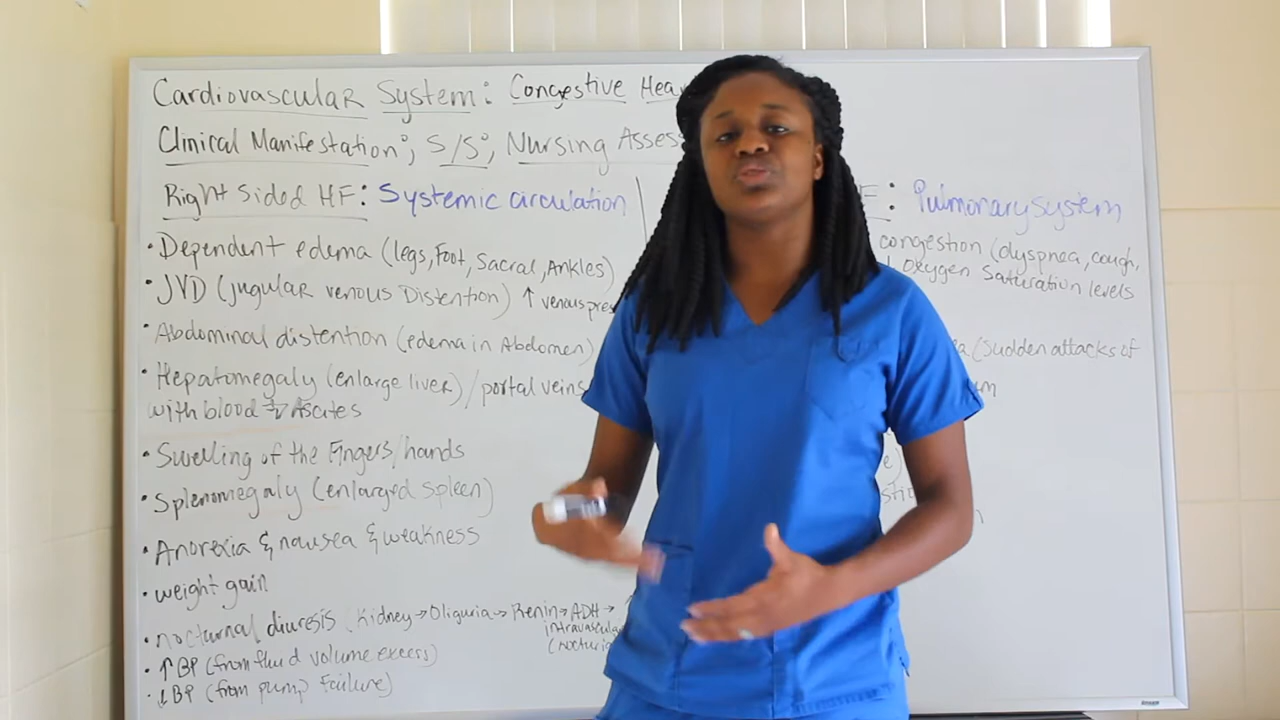 Cardiovascular System: Congestive Hear
Clinical Manifestation; S/S; Nursing Assess
Right Sided HF: Systemic circulation
F: Pulmonary System
• Dependent edema (legs, Foot, Sacral, Ankles)
congestion (dyspnea, cough,
• JVD (jugular venous Distention) ↑ venous pres
Oxygen Saturation levels
• Abdominal distention (edema in Abdomen)
(Sudden attacks of
• Hepatomegaly (enlarge liver) / portal veins
with blood → Ascites
• Swelling of the Fingers/hands
• Splenomegaly (enlarged spleen)
• Anorexia & nausea & weakness
• weight gain
• nocturnal diuresis (Kidney → Oliguria → Renin → ADH →
intravascular
(nocturia
• ↑ BP (from fluid volume excess)
• ↓ BP (from pump failure)